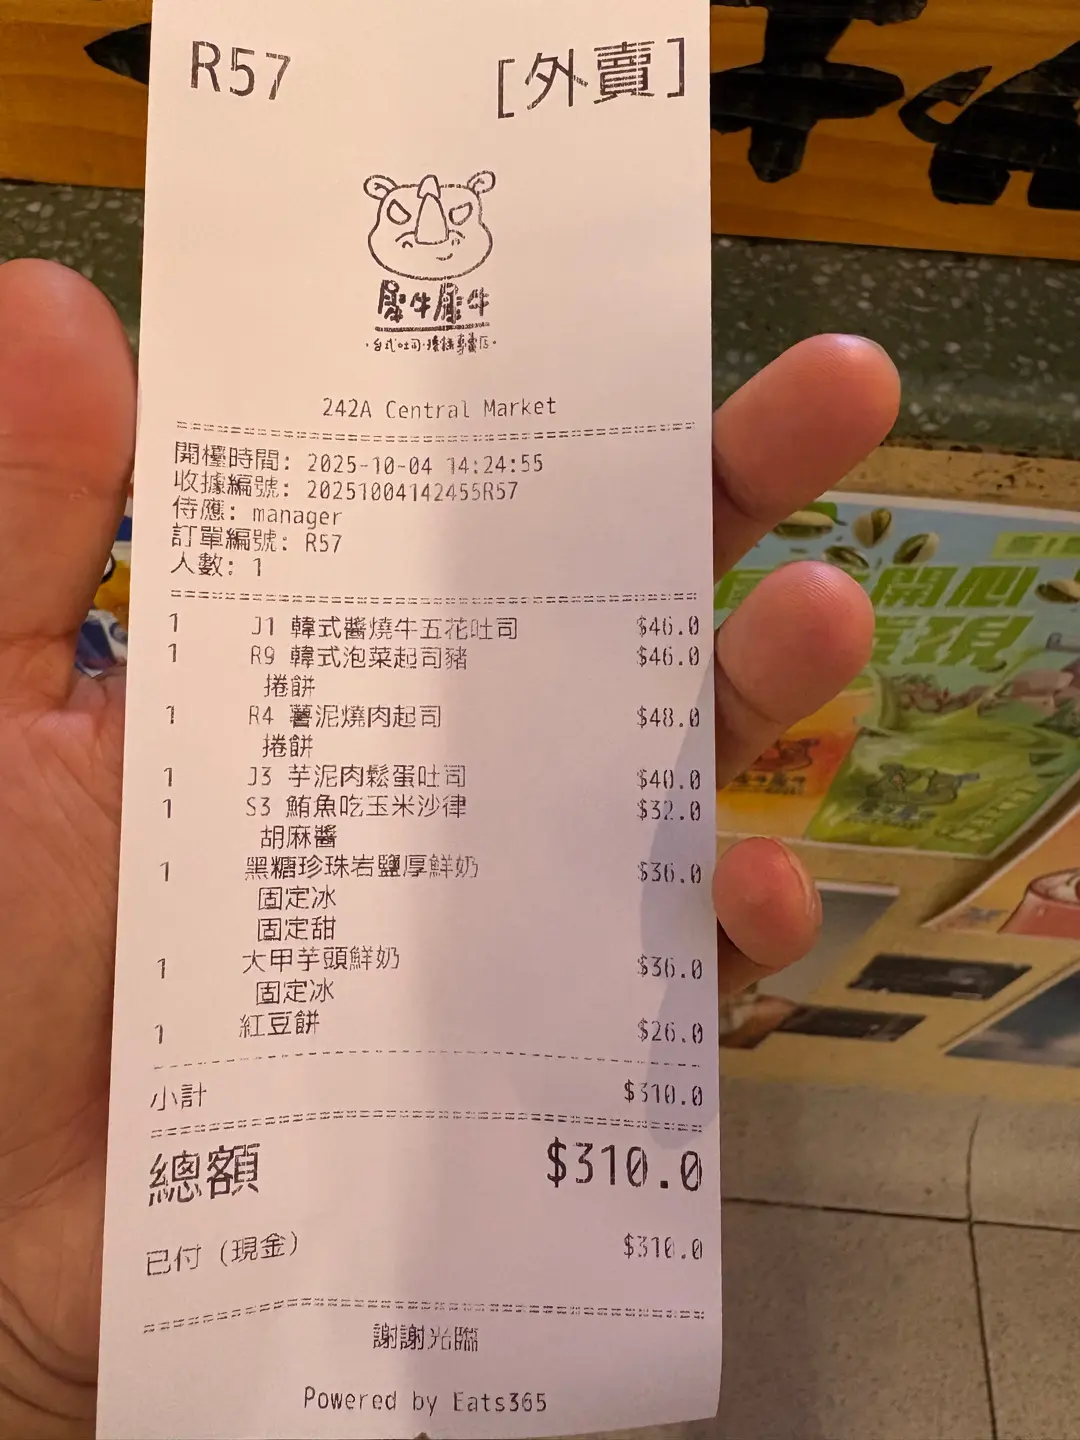 R57 [外賣]
犀牛犀牛
·台式吐司·捲餅專賣店·
242A Central Market
開檯時間: 2025-10-04 14:24:55
收據編號: 20251004142455R57
侍應: manager
訂單編號: R57
人數: 1
1 J1 韓式醬燒牛五花吐司 $46.0
1 R9 韓式泡菜起司豬 $46.0
捲餅
1 R4 薯泥燒肉起司 $48.0
捲餅
1 J3 芋泥肉鬆蛋吐司 $40.0
1 S3 鮪魚吃玉米沙律 $32.0
胡麻醬
1 黑糖珍珠岩鹽厚鮮奶 $36.0
固定冰
固定甜
1 大甲芋頭鮮奶 $36.0
固定冰
1 紅豆餅 $26.0
小計 $310.0
總額 $310.0
已付 (現金) $310.0
謝謝光臨
Powered by Eats365
開心